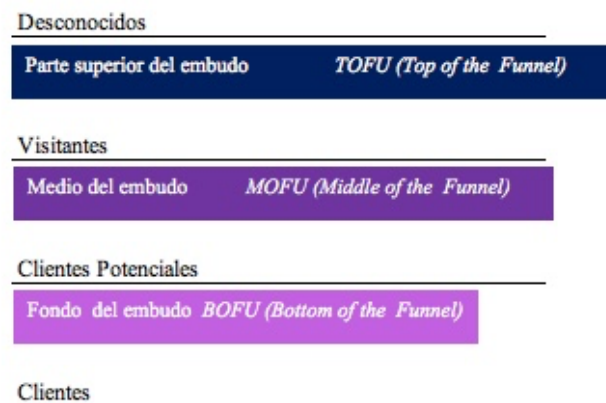 Desconocidos
Parte superior del embudo TOFU (Top of the Funnel)
Visitantes
Medio del embudo MOFU (Middle of the Funnel)
Clientes Potenciales
Fondo del embudo BOFU (Bottom of the Funnel)
Clientes